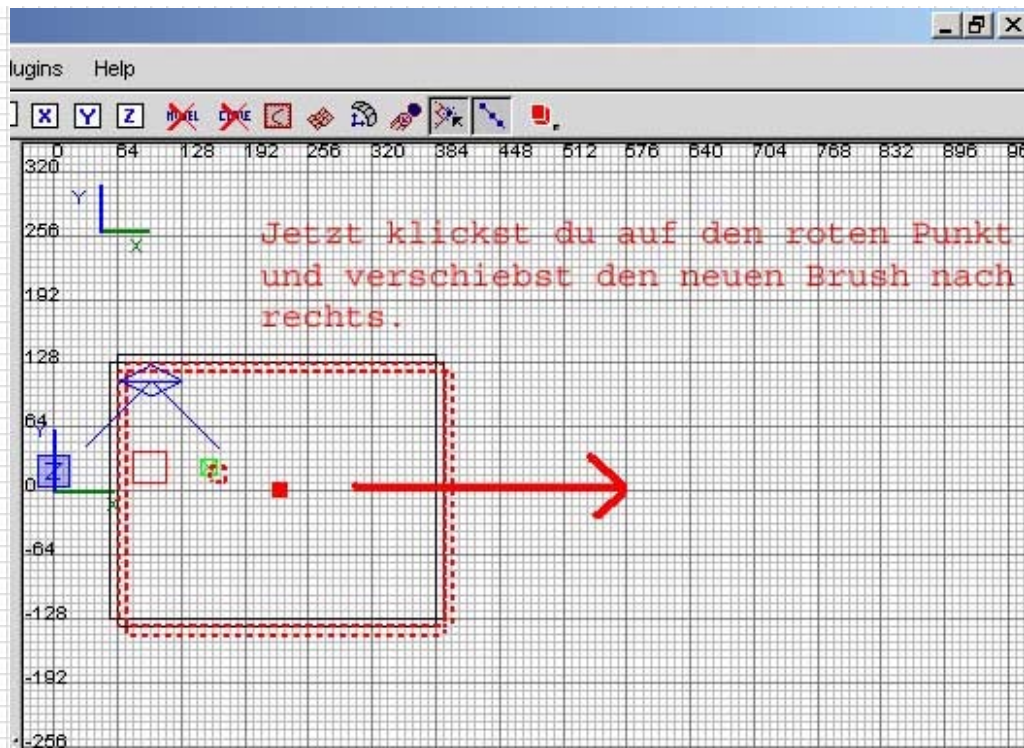 lugins Help
X Y Z
0 64 128 192 256 320 384 448 512 576 640 704 768 832 896 96
320
Y
256
X
Jetzt klickst du auf den roten Punkt
und verschiebst den neuen Brush nach
rechts.
192
128
64
Y
Z
0
X
-64
-128
-192
-256